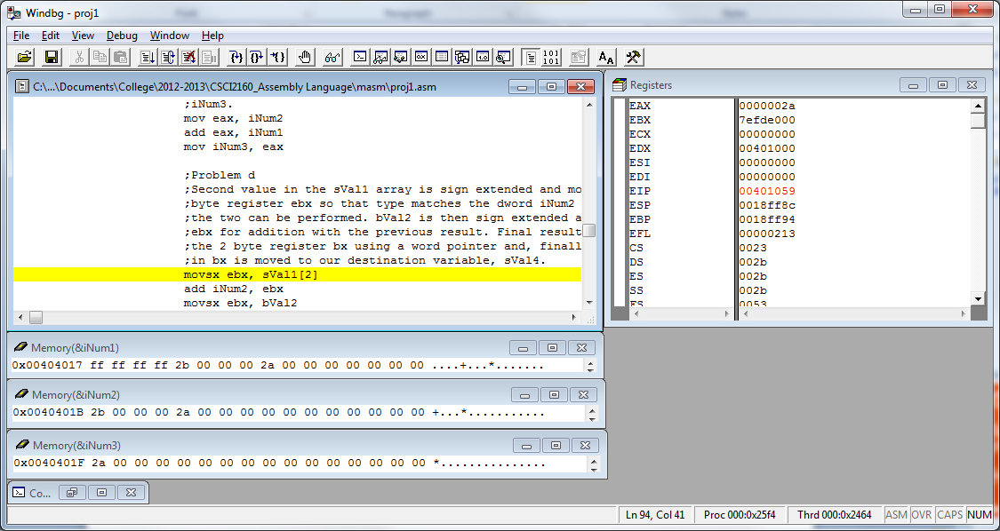 Windbg - proj1
File Edit View Debug Window Help
C:\...\Documents\College\2012-2013\CSCI2160_Assembly Language\masm\proj1.asm
;iNum3.
mov eax, iNum2
add eax, iNum1
mov iNum3, eax
;Problem d
;Second value in the sVal1 array is sign extended and mo
;byte register ebx so that type matches the dword iNum2
;the two can be performed. bVal2 is then sign extended a
;ebx for addition with the previous result. Final result
;the 2 byte register bx using a word pointer and, finall
;in bx is moved to our destination variable, sVal4.
movsx ebx, sVal1[2]
add iNum2, ebx
movsx ebx, bVal2
Registers
EAX 0000002a
EBX 7efde000
ECX 00000000
EDX 00401000
ESI 00000000
EDI 00000000
EIP 00401059
ESP 0018ff8c
EBP 0018ff94
EFL 00000213
CS 0023
DS 002b
ES 002b
SS 002b
FS 0053
Memory(&iNum1)
0x00404017 ff ff ff ff 2b 00 00 00 2a 00 00 00 00 00 00 00 ....+...*.......
Memory(&iNum2)
0x0040401B 2b 00 00 00 2a 00 00 00 00 00 00 00 00 00 00 00 +...*...........
Memory(&iNum3)
0x0040401F 2a 00 00 00 00 00 00 00 00 00 00 00 00 00 00 00 *...............
Co...
Ln 94, Col 41 Proc 000:0x25f4 Thrd 000:0x2464 ASM OVR CAPS NUM